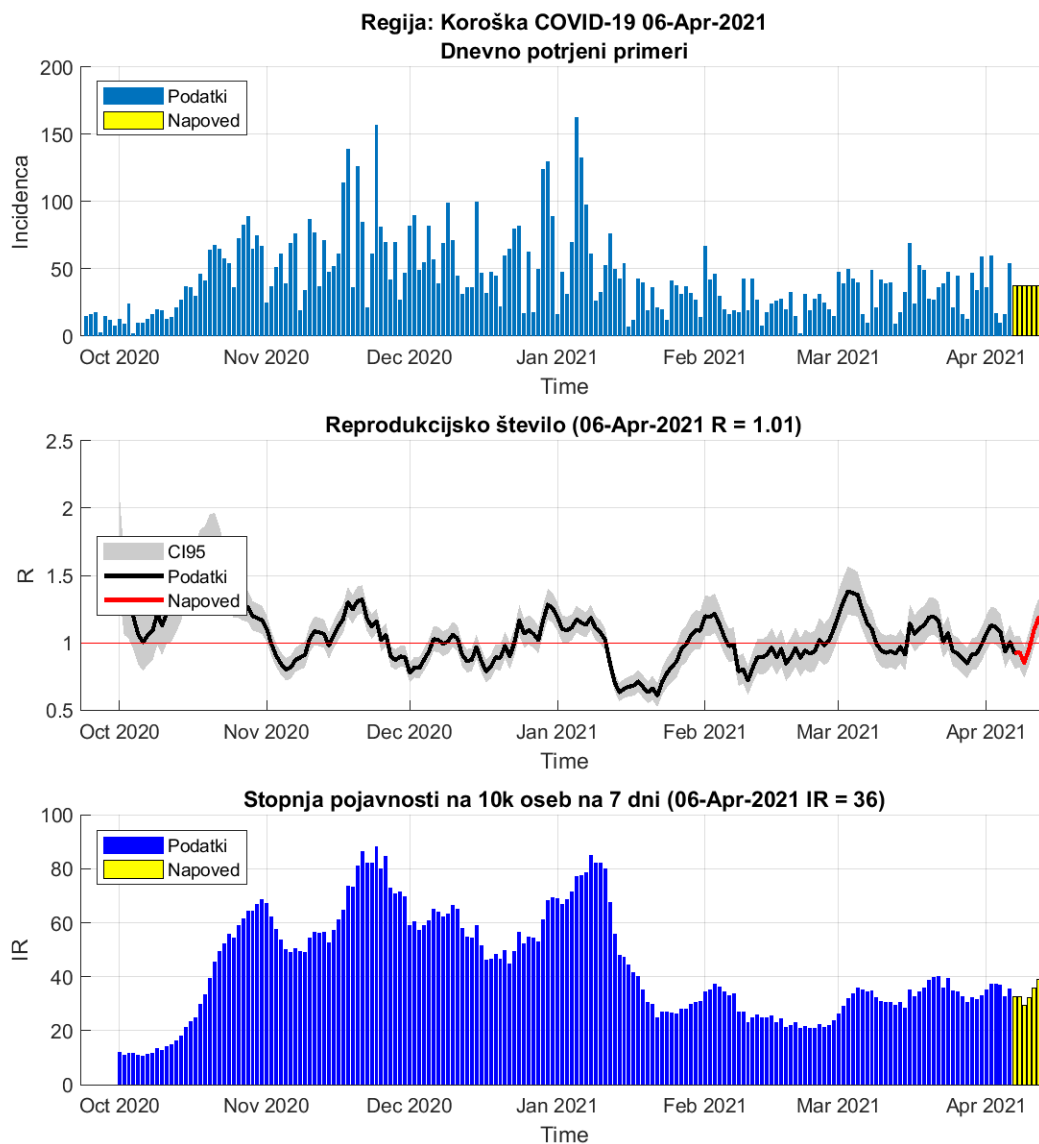 Regija: Koroška COVID-19 06-Apr-2021
Dnevno potrjeni primeri
200
150
100
50
0
Incidenca
Podatki
Napoved
Oct 2020 Nov 2020 Dec 2020 Jan 2021 Feb 2021 Mar 2021 Apr 2021
Time
Reprodukcijsko število (06-Apr-2021 R = 1.01)
2.5
2
1.5
1
0.5
R
CI95
Podatki
Napoved
Oct 2020 Nov 2020 Dec 2020 Jan 2021 Feb 2021 Mar 2021 Apr 2021
Time
Stopnja pojavnosti na 10k oseb na 7 dni (06-Apr-2021 IR = 36)
100
80
60
40
20
0
IR
Podatki
Napoved
Oct 2020 Nov 2020 Dec 2020 Jan 2021 Feb 2021 Mar 2021 Apr 2021
Time